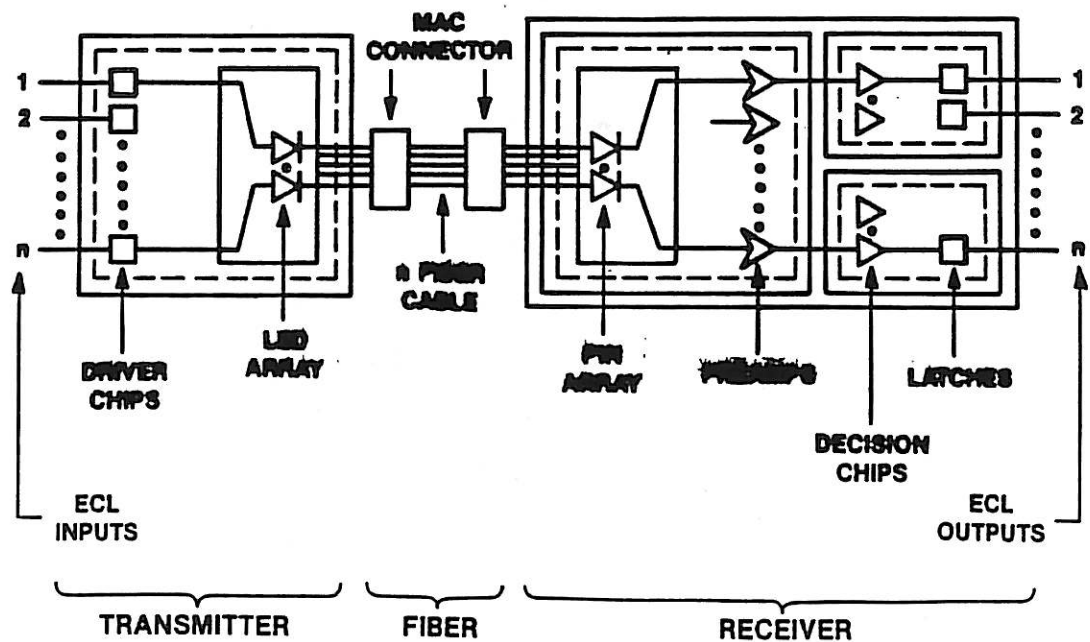 MAC
CONNECTOR
1
2
n
1
2
n
n FIBER
CABLE
LED
ARRAY
DRIVER
CHIPS
PIN
ARRAY
PREAMPS
LATCHES
DECISION
CHIPS
ECL
INPUTS
ECL
OUTPUTS
TRANSMITTER
FIBER
RECEIVER